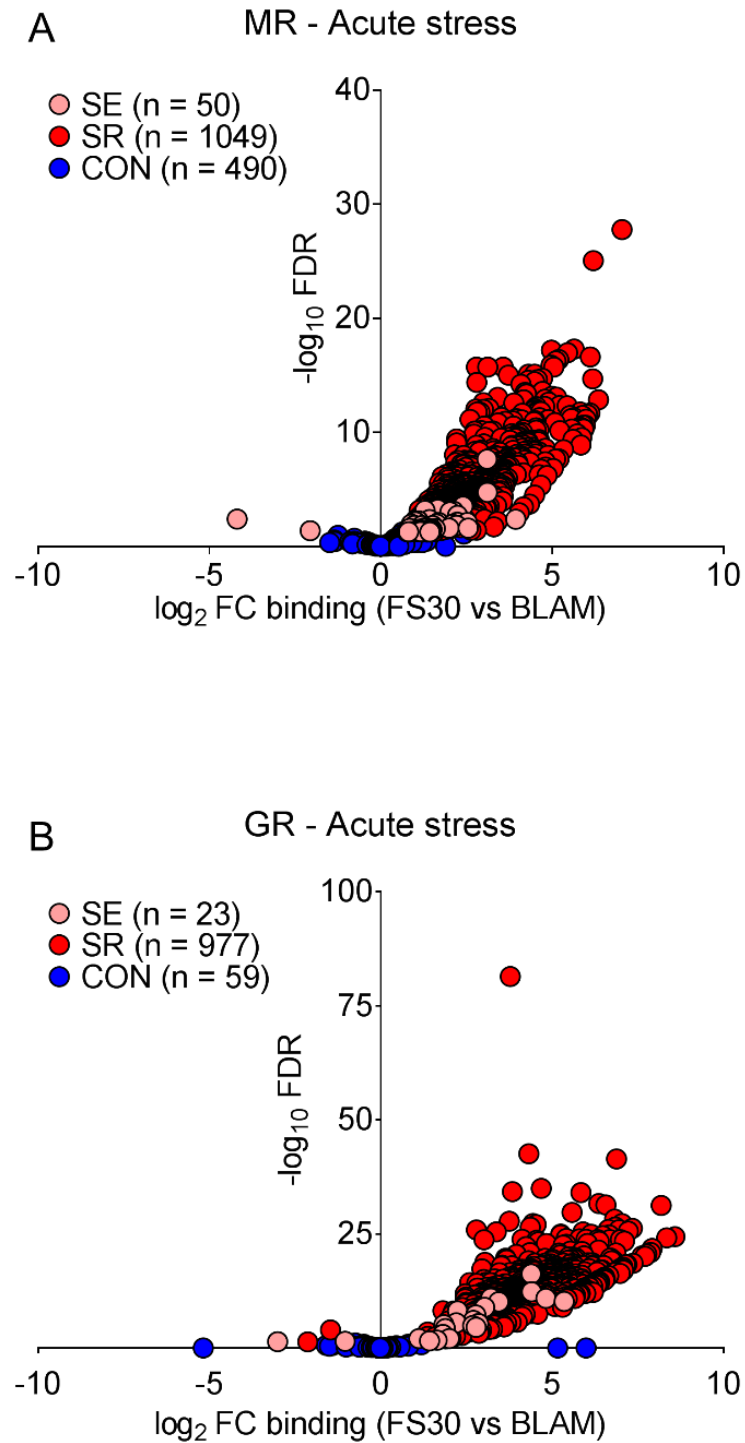 A
MR - Acute stress
SE (n = 50)
SR (n = 1049)
CON (n = 490)
40
30
20
10
-log₁₀ FDR
-10 -5 0 5 10
log₂ FC binding (FS30 vs BLAM)
B
GR - Acute stress
SE (n = 23)
SR (n = 977)
CON (n = 59)
100
75
50
25
-log₁₀ FDR
-10 -5 0 5 10
log₂ FC binding (FS30 vs BLAM)